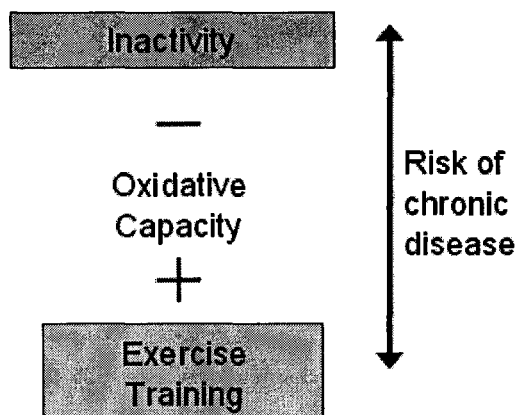 Inactivity
—
Oxidative
Capacity
+
Exercise
Training
Risk of
chronic
disease